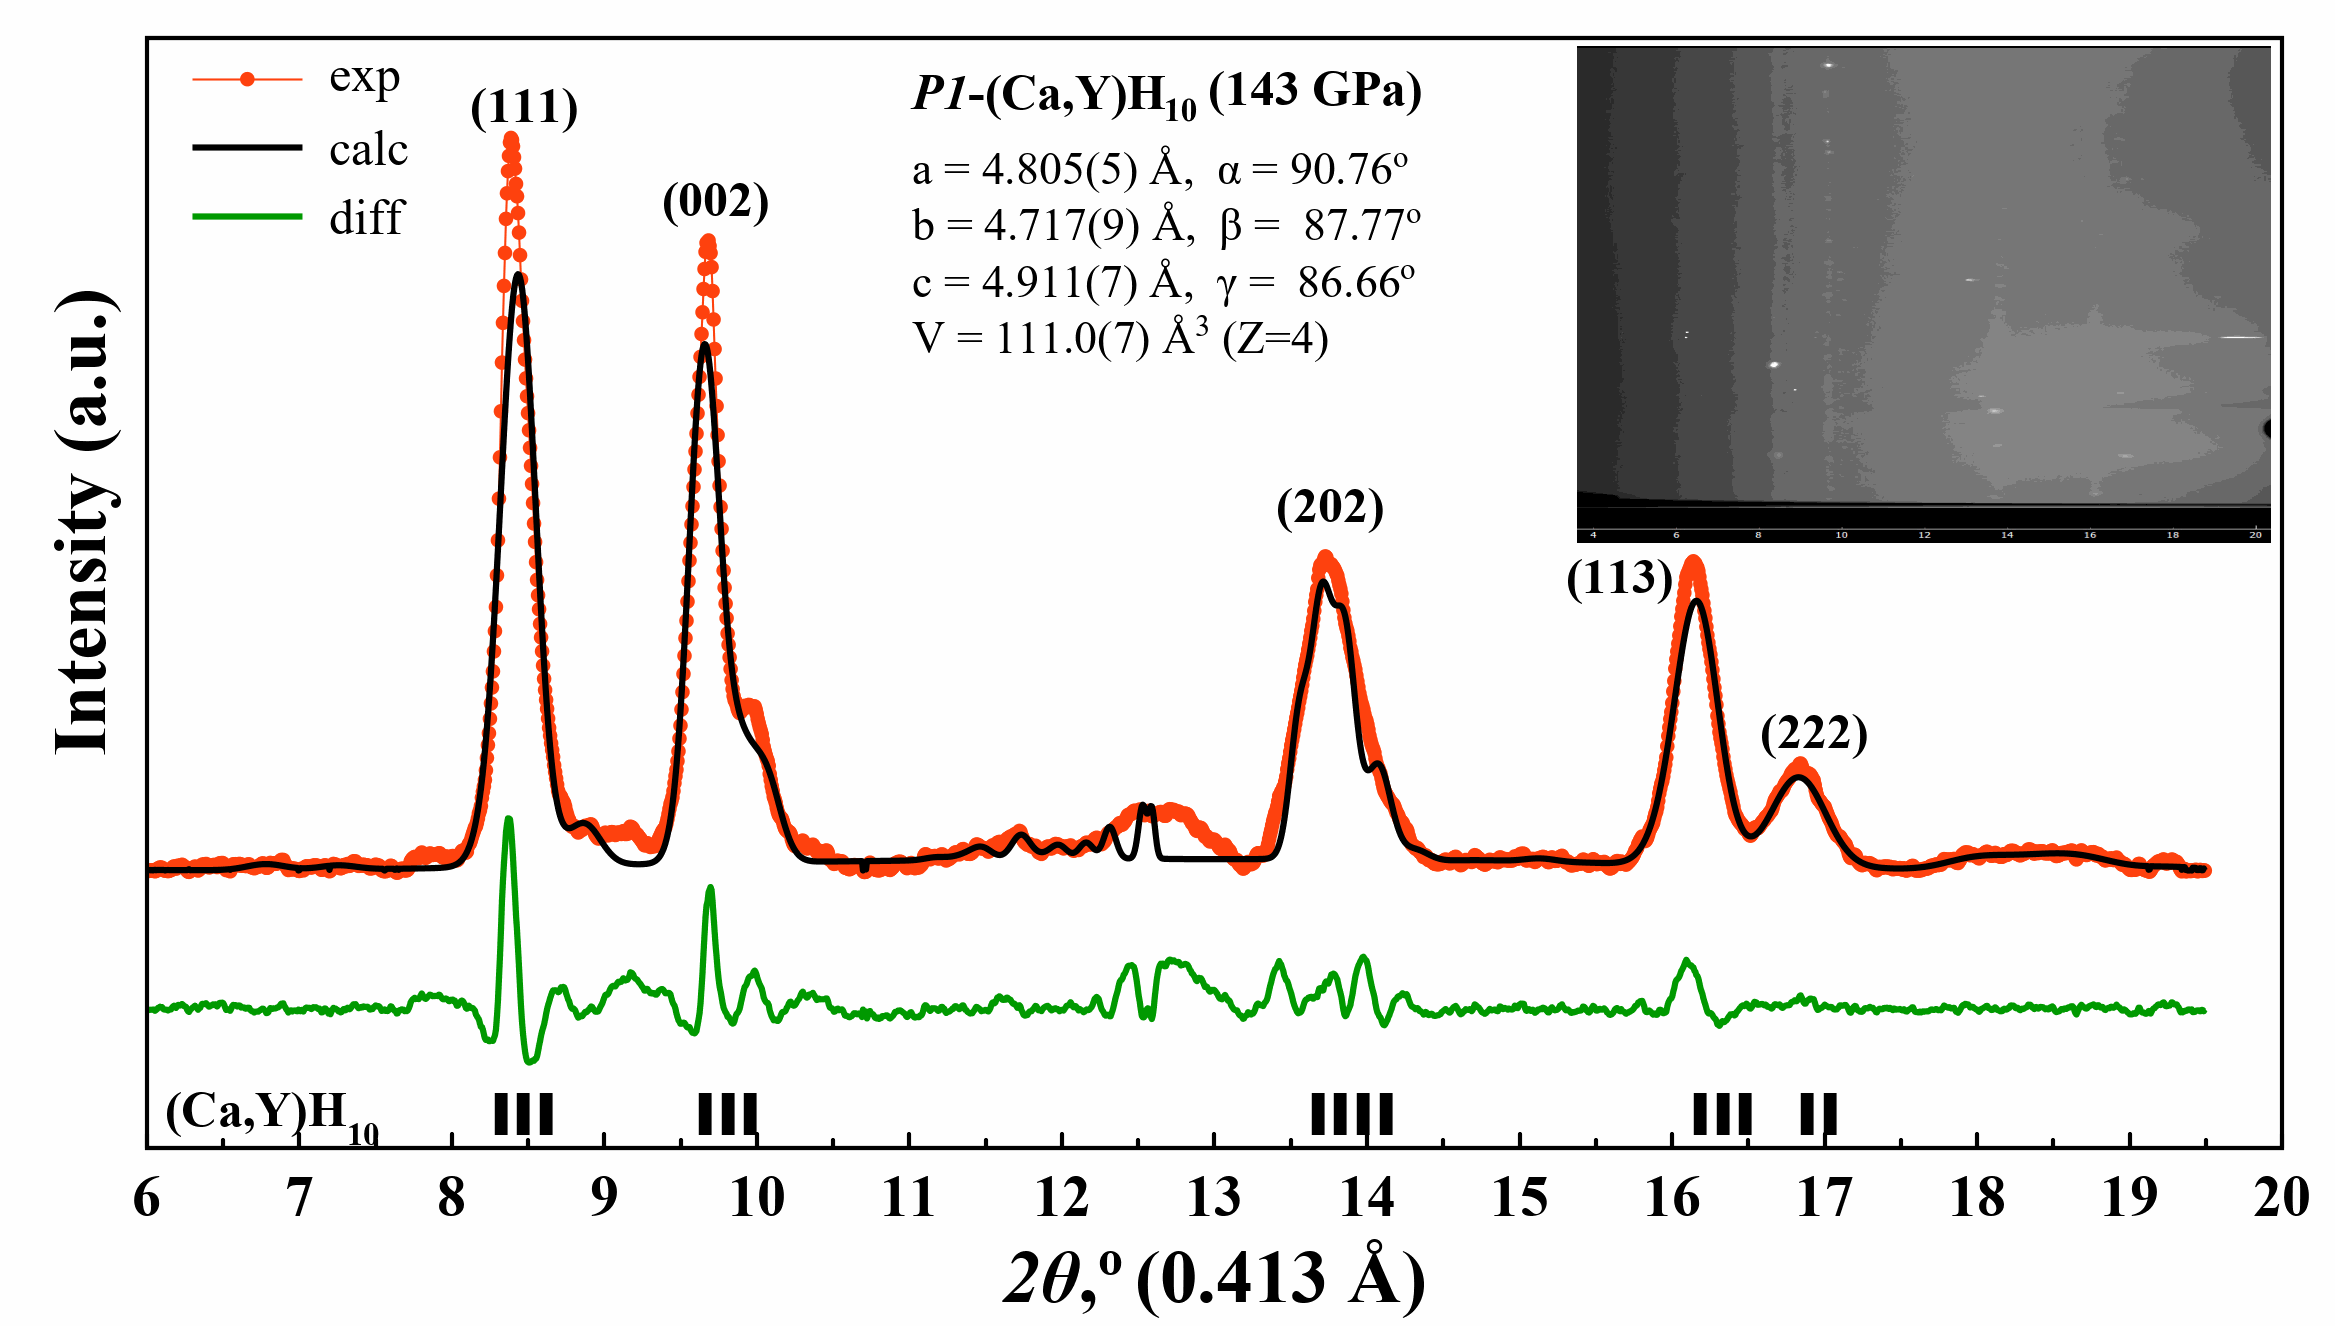 exp
calc
diff
(111)
(002)
P1-(Ca,Y)H10 (143 GPa)
a = 4.805(5) Å, α = 90.76º
b = 4.717(9) Å, β = 87.77º
c = 4.911(7) Å, γ = 86.66º
V = 111.0(7) Å³ (Z=4)
4 6 8 10 12 14 16 18 20
(202)
(113)
(222)
Intensity (a.u.)
(Ca,Y)H10
6 7 8 9 10 11 12 13 14 15 16 17 18 19 20
2θ,º (0.413 Å)